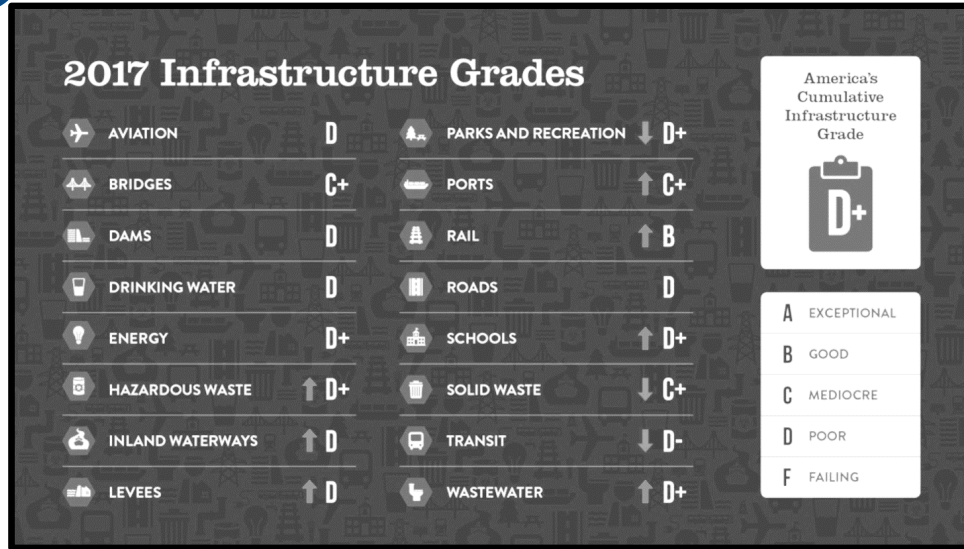 2017 Infrastructure Grades
AVIATION D
BRIDGES C+
DAMS D
DRINKING WATER D
ENERGY D+
HAZARDOUS WASTE D+
INLAND WATERWAYS D
LEVEES D
PARKS AND RECREATION D+
PORTS C+
RAIL B
ROADS D
SCHOOLS D+
SOLID WASTE C+
TRANSIT D-
WASTEWATER D+
America's
Cumulative
Infrastructure
Grade
D+
A EXCEPTIONAL
B GOOD
C MEDIOCRE
D POOR
F FAILING